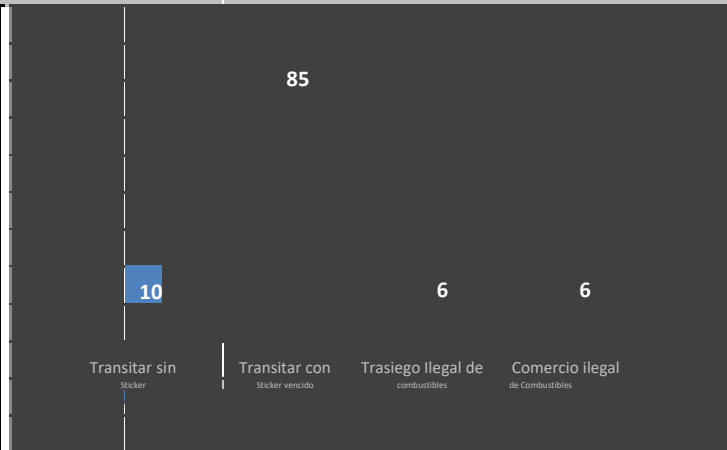 85
10
6
6
Transitar sin
Sticker
Transitar con
Sticker vencido
Trasiego Ilegal de
combustibles
Comercio ilegal
de Combustibles